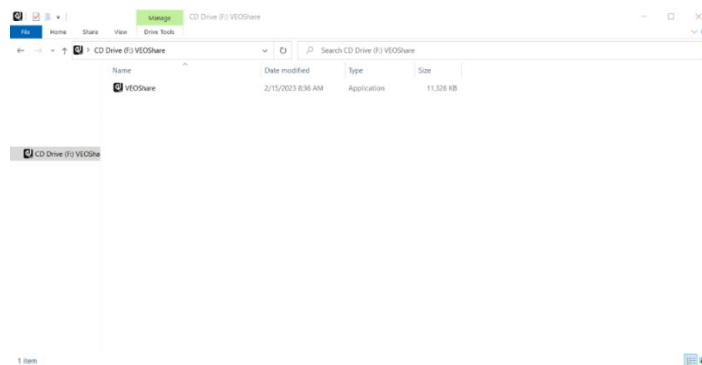 Manage CD Drive (F:) VEOShare
File Home Share View Drive Tools
CD Drive (F:) VEOShare Search CD Drive (F:) VEOShare
Name Date modified Type Size
VEOShare 2/15/2023 8:36 AM Application 11,326 KB
CD Drive (F:) VEOSha
1 item